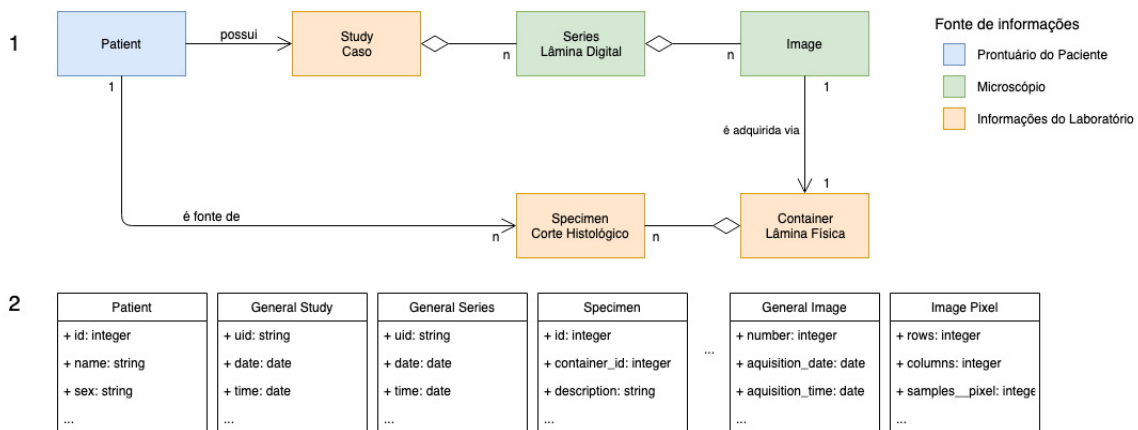 1
Patient
possui
Study
Caso
n
Series
Lâmina Digital
n
Image
Fonte de informações
Prontuário do Paciente
Microscópio
Informações do Laboratório
1
1
é adquirida via
1
é fonte de
n
Specimen
Corte Histológico
n
Container
Lâmina Física
2
Patient
+ id: integer
+ name: string
+ sex: string
...
General Study
+ uid: string
+ date: date
+ time: date
...
General Series
+ uid: string
+ date: date
+ time: date
...
Specimen
+ id: integer
+ container_id: integer
+ description: string
...
...
General Image
+ number: integer
+ aquisition_date: date
+ aquisition_time: date
...
Image Pixel
+ rows: integer
+ columns: integer
+ samples__pixel: intege
...